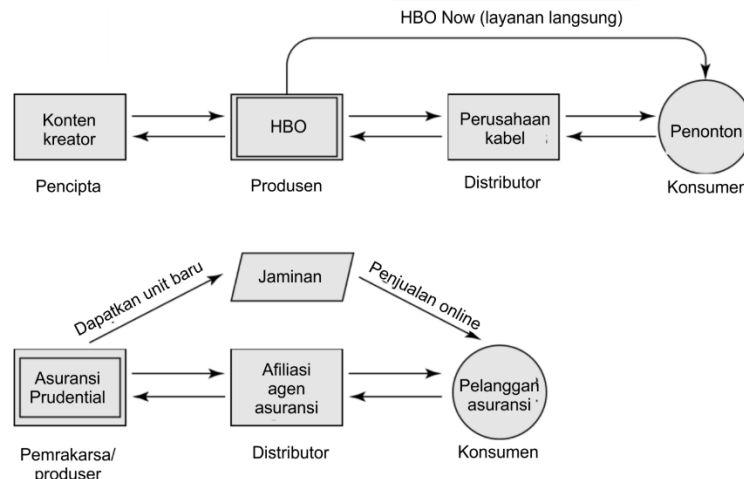 HBO Now (layanan langsung)
Konten
kreator
HBO
Perusahaan
kabel
Penonton
Pencipta
Produsen
Distributor
Konsumen
Dapatkan unit baru
Jaminan
Penjualan online
Asuransi
Prudential
Afiliasi
agen
asuransi
Pelanggan
asuransi
Pemrakarsa/
produser
Distributor
Konsumen